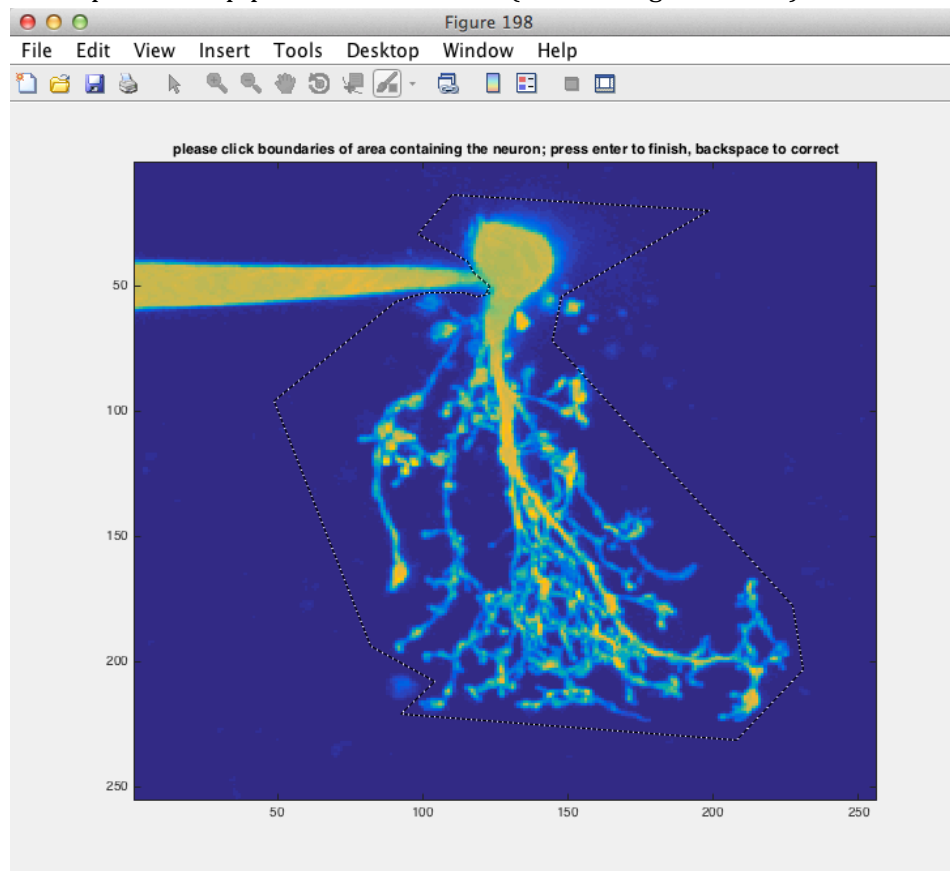 Figure 198
File Edit View Insert Tools Desktop Window Help
please click boundaries of area containing the neuron; press enter to finish, backspace to correct
50
100
150
200
250
50 100 150 200 250